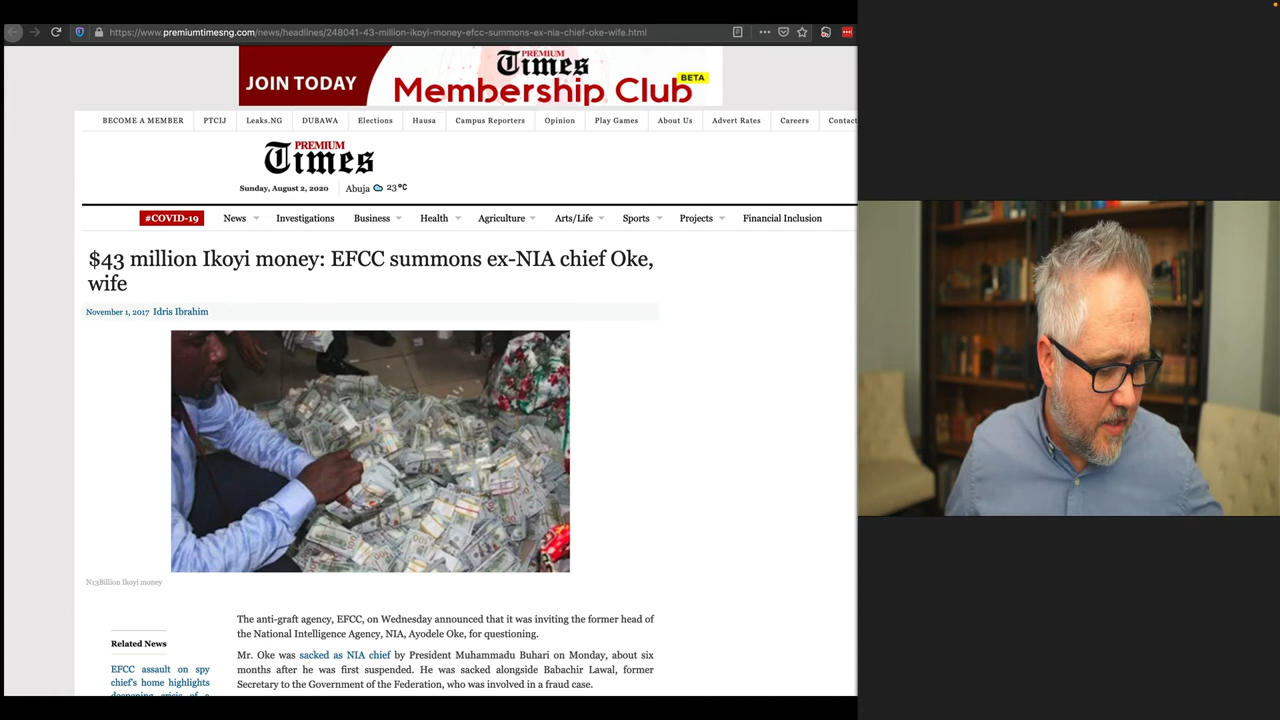 https://www.premiumtimesng.com/news/headlines/248041-43-million-ikoyi-money-efcc-summons-ex-nia-chief-oke-wife.html
JOIN TODAY
PREMIUM
Times
Membership Club BETA
BECOME A MEMBER PTCIJ Leaks.NG DUBAWA Elections Hausa Campus Reporters Opinion Play Games About Us Advert Rates Careers Contact
PREMIUM
Times
Sunday, August 2, 2020 Abuja 23 ºC
#COVID-19 News Investigations Business Health Agriculture Arts/Life Sports Projects Financial Inclusion
$43 million Ikoyi money: EFCC summons ex-NIA chief Oke,
wife
November 1, 2017 Idris Ibrahim
N13Billion Ikoyi money
The anti-graft agency, EFCC, on Wednesday announced that it was inviting the former head of
the National Intelligence Agency, NIA, Ayodele Oke, for questioning.
Mr. Oke was sacked as NIA chief by President Muhammadu Buhari on Monday, about six
months after he was first suspended. He was sacked alongside Babachir Lawal, former
Secretary to the Government of the Federation, who was involved in a fraud case.
Related News
EFCC assault on spy
chief's home highlights
deepening crisis of a